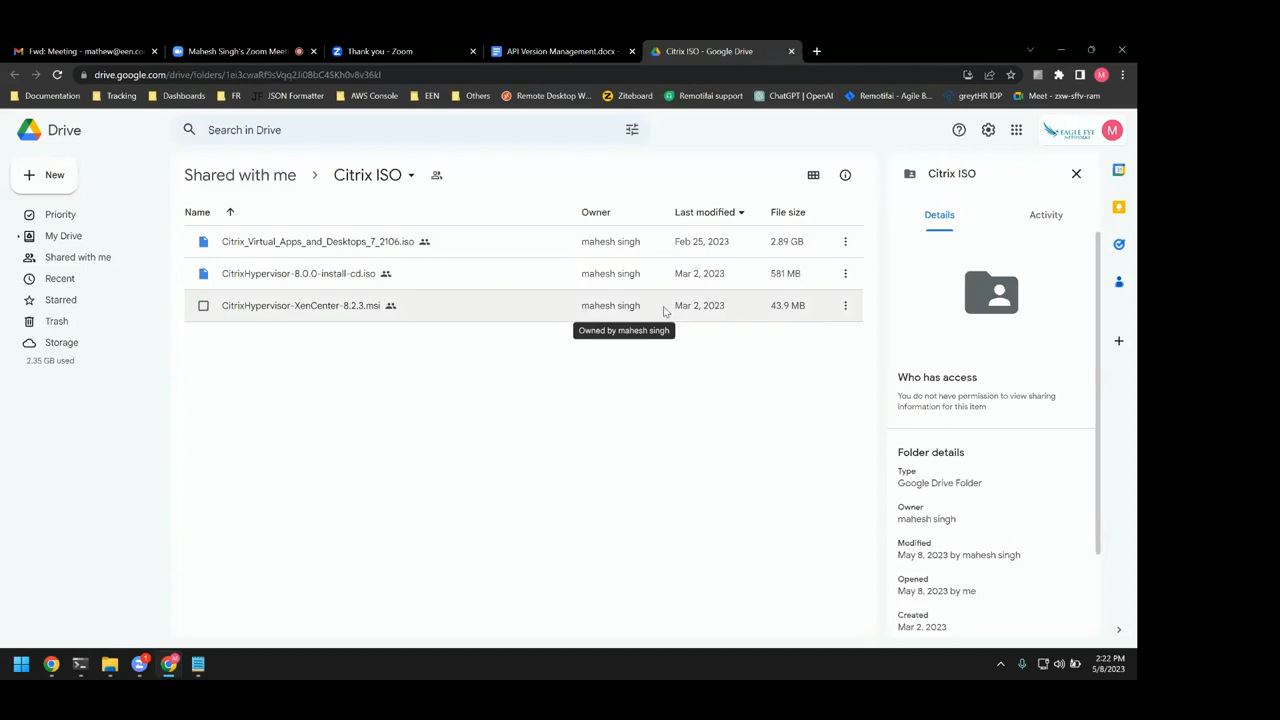 Fwd: Meeting - mathew@een.co
Mahesh Singh's Zoom Meeti
Thank you - Zoom
API Version Management.docx -
Citrix ISO - Google Drive
drive.google.com/drive/folders/1ei3cwaRf9sVqq2Ji0BbC4SKh0v8v36kl
Documentation Tracking Dashboards FR JSON Formatter AWS Console EEN Others Remote Desktop W... Ziteboard Remotifai support ChatGPT | OpenAI Remotifai - Agile B... greytHR IDP Meet - zxw-sffv-ram
Drive
Search in Drive
EAGLE EYE
NETWORKS
M
New
Shared with me > Citrix ISO
Citrix ISO
Priority
My Drive
Shared with me
Recent
Starred
Trash
Storage
2.35 GB used
Name Owner Last modified File size
Citrix_Virtual_Apps_and_Desktops_7_2106.iso mahesh singh Feb 25, 2023 2.89 GB
CitrixHypervisor-8.0.0-install-cd.iso mahesh singh Mar 2, 2023 581 MB
CitrixHypervisor-XenCenter-8.2.3.msi mahesh singh Mar 2, 2023 43.9 MB
Owned by mahesh singh
Details Activity
Who has access
You do not have permission to view sharing
information for this item
Folder details
Type
Google Drive Folder
Owner
mahesh singh
Modified
May 8, 2023 by mahesh singh
Opened
May 8, 2023 by me
Created
Mar 2, 2023
2:22 PM
5/8/2023